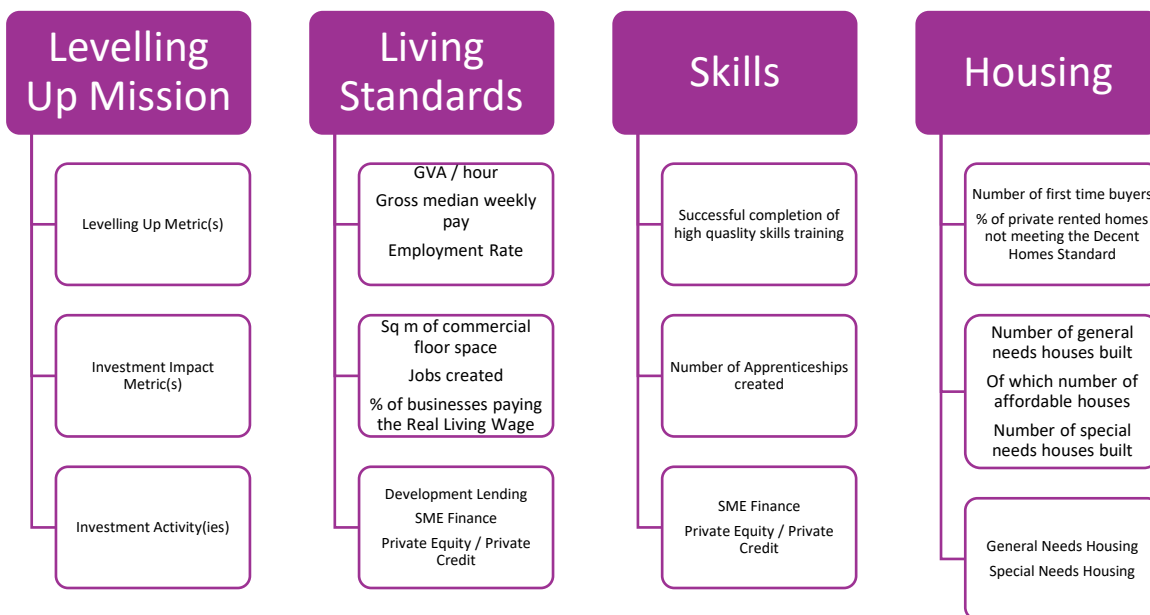 Levelling
Up Mission
Levelling Up Metric(s)
Investment Impact
Metric(s)
Investment Activity(ies)
Living
Standards
GVA / hour
Gross median weekly
pay
Employment Rate
Sq m of commercial
floor space
Jobs created
% of businesses paying
the Real Living Wage
Development Lending
SME Finance
Private Equity / Private
Credit
Skills
Successful completion of
high quaslity skills training
Number of Apprenticeships
created
SME Finance
Private Equity / Private
Credit
Housing
Number of first time buyers
% of private rented homes
not meeting the Decent
Homes Standard
Number of general
needs houses built
Of which number of
affordable houses
Number of special
needs houses built
General Needs Housing
Special Needs Housing